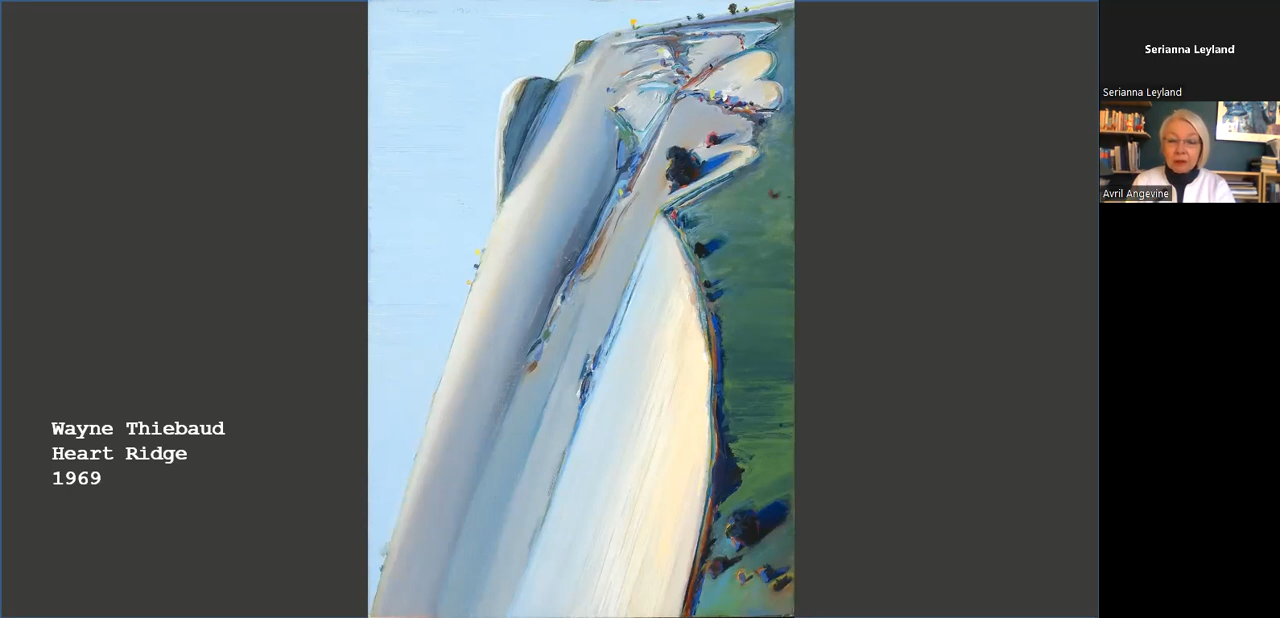 Wayne Thiebaud
Heart Ridge
1969
Serianna Leyland
Serianna Leyland
Avril Angevine